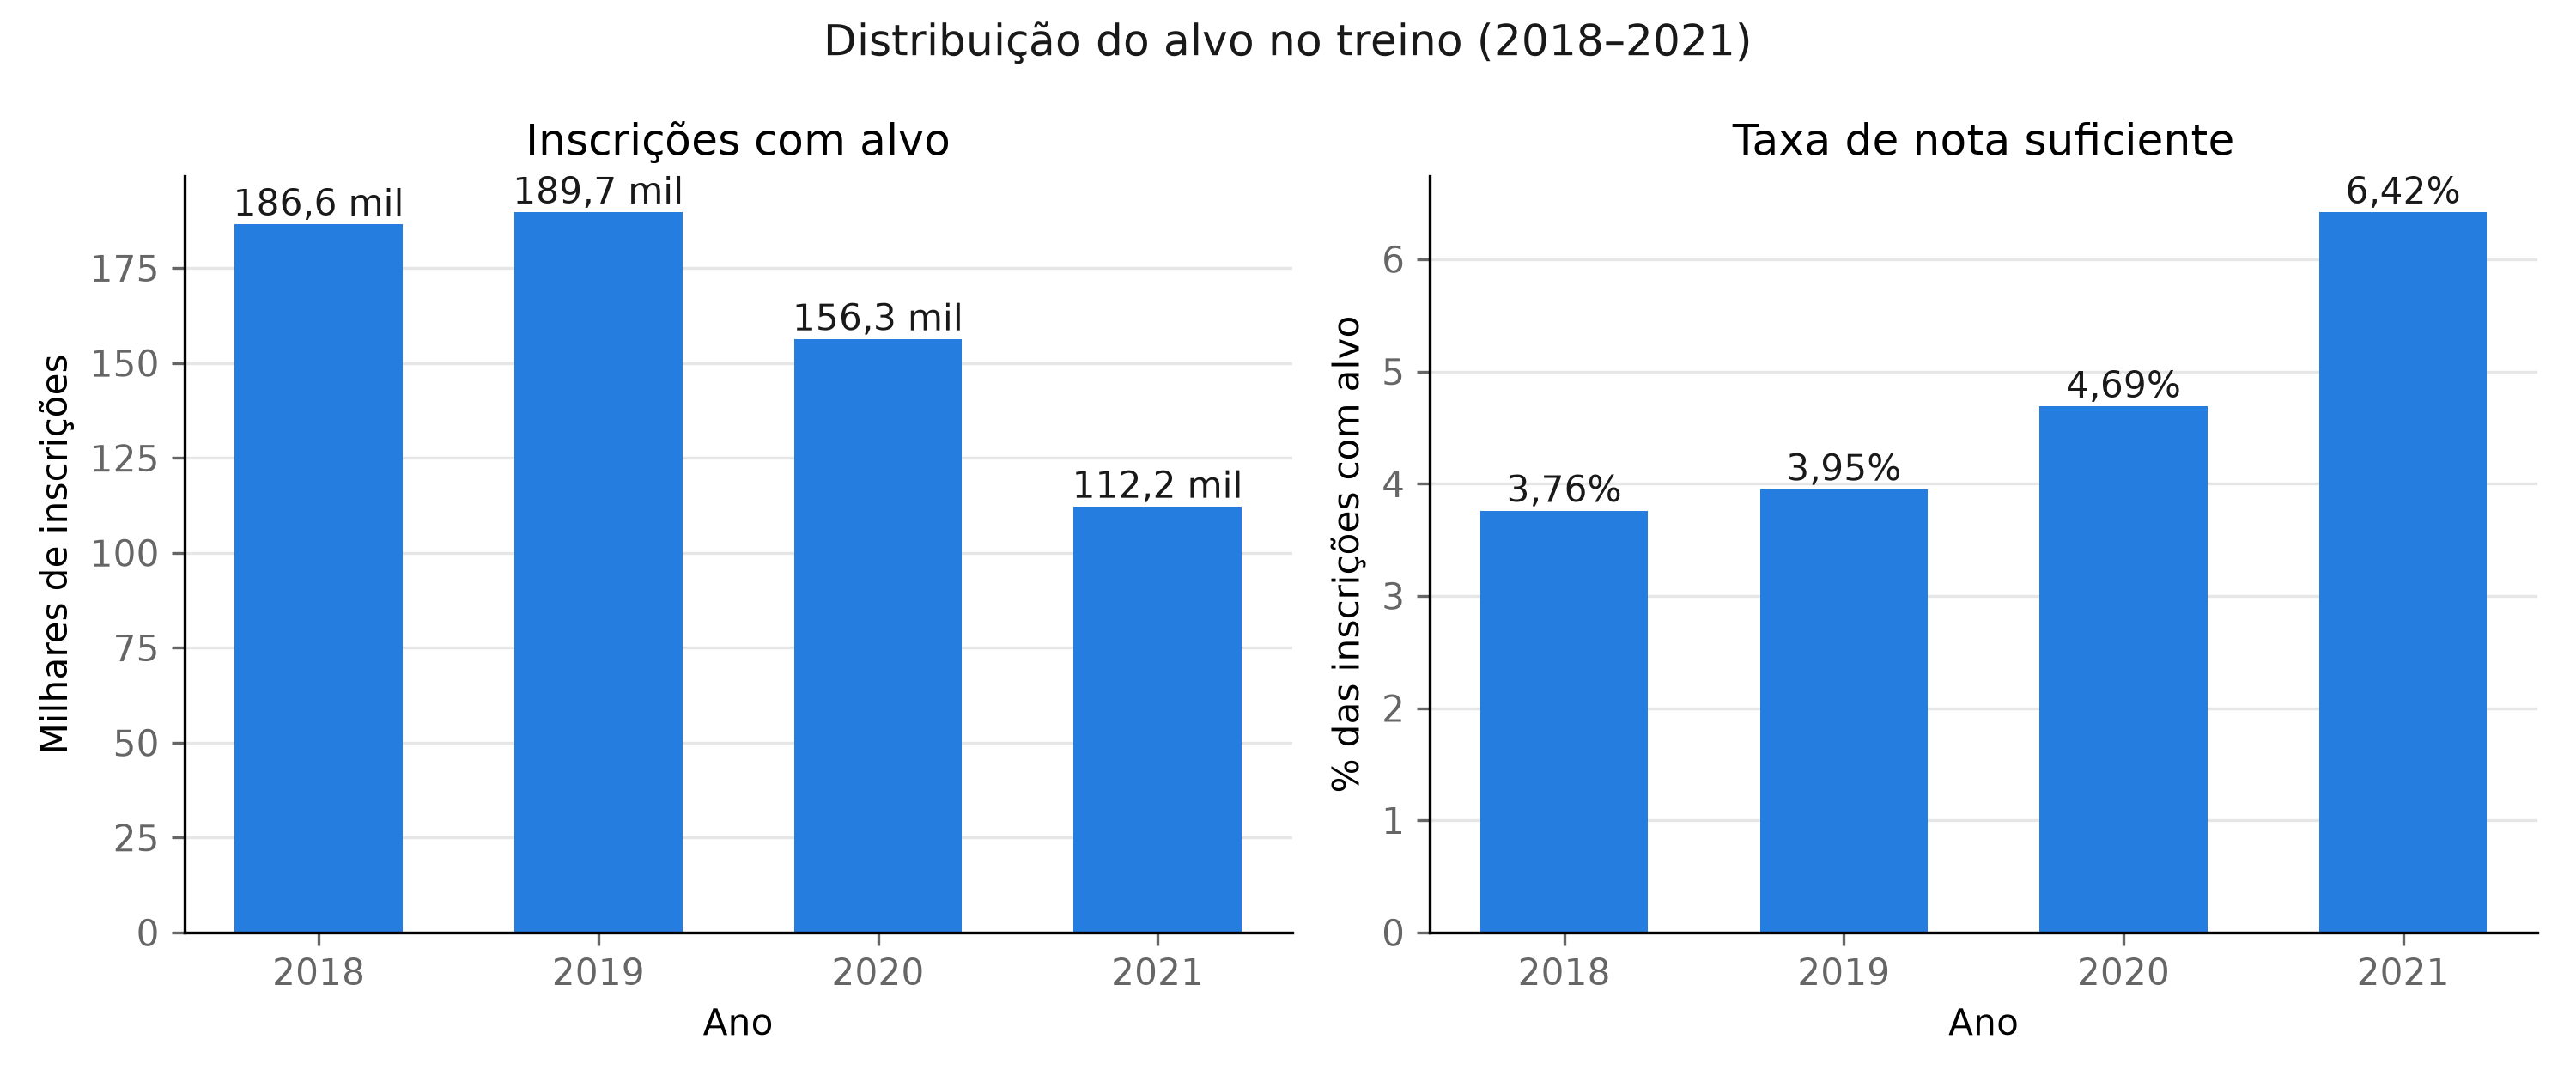 Distribuição do alvo no treino (2018–2021)
Inscrições com alvo
Milhares de inscrições
175
150
125
100
75
50
25
0
186,6 mil
189,7 mil
156,3 mil
112,2 mil
2018
2019
2020
2021
Ano
Taxa de nota suficiente
% das inscrições com alvo
6
5
4
3
2
1
0
3,76%
3,95%
4,69%
6,42%
2018
2019
2020
2021
Ano